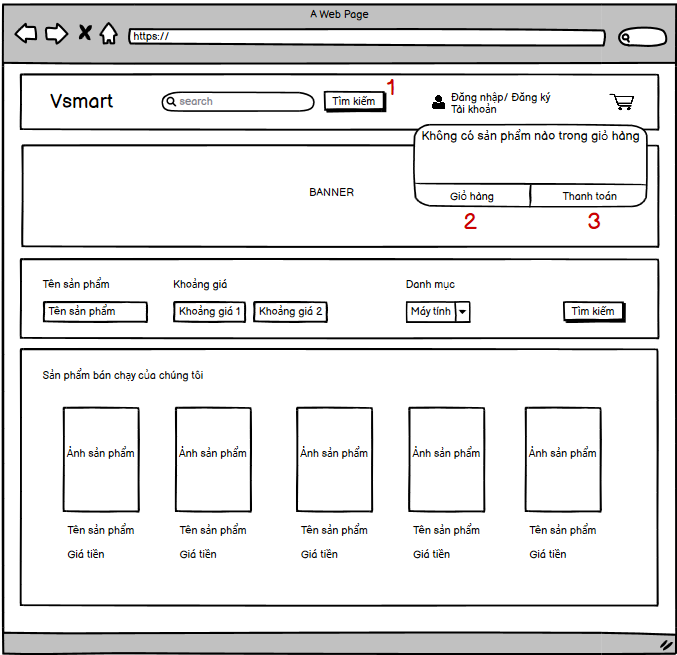 A Web Page
https://
1
Vsmart
search
Tìm kiếm
Đăng nhập/ Đăng ký
Tài khoản
Không có sản phẩm nào trong giỏ hàng
Giỏ hàng
Thanh toán
2
3
BANNER
Tên sản phẩm
Khoảng giá
Danh mục
Tên sản phẩm
Khoảng giá 1
Khoảng giá 2
Máy tính
Tìm kiếm
Sản phẩm bán chạy của chúng tôi
Ảnh sản phẩm
Ảnh sản phẩm
Ảnh sản phẩm
Ảnh sản phẩm
Ảnh sản phẩm
Tên sản phẩm
Tên sản phẩm
Tên sản phẩm
Tên sản phẩm
Tên sản phẩm
Giá tiền
Giá tiền
Giá tiền
Giá tiền
Giá tiền